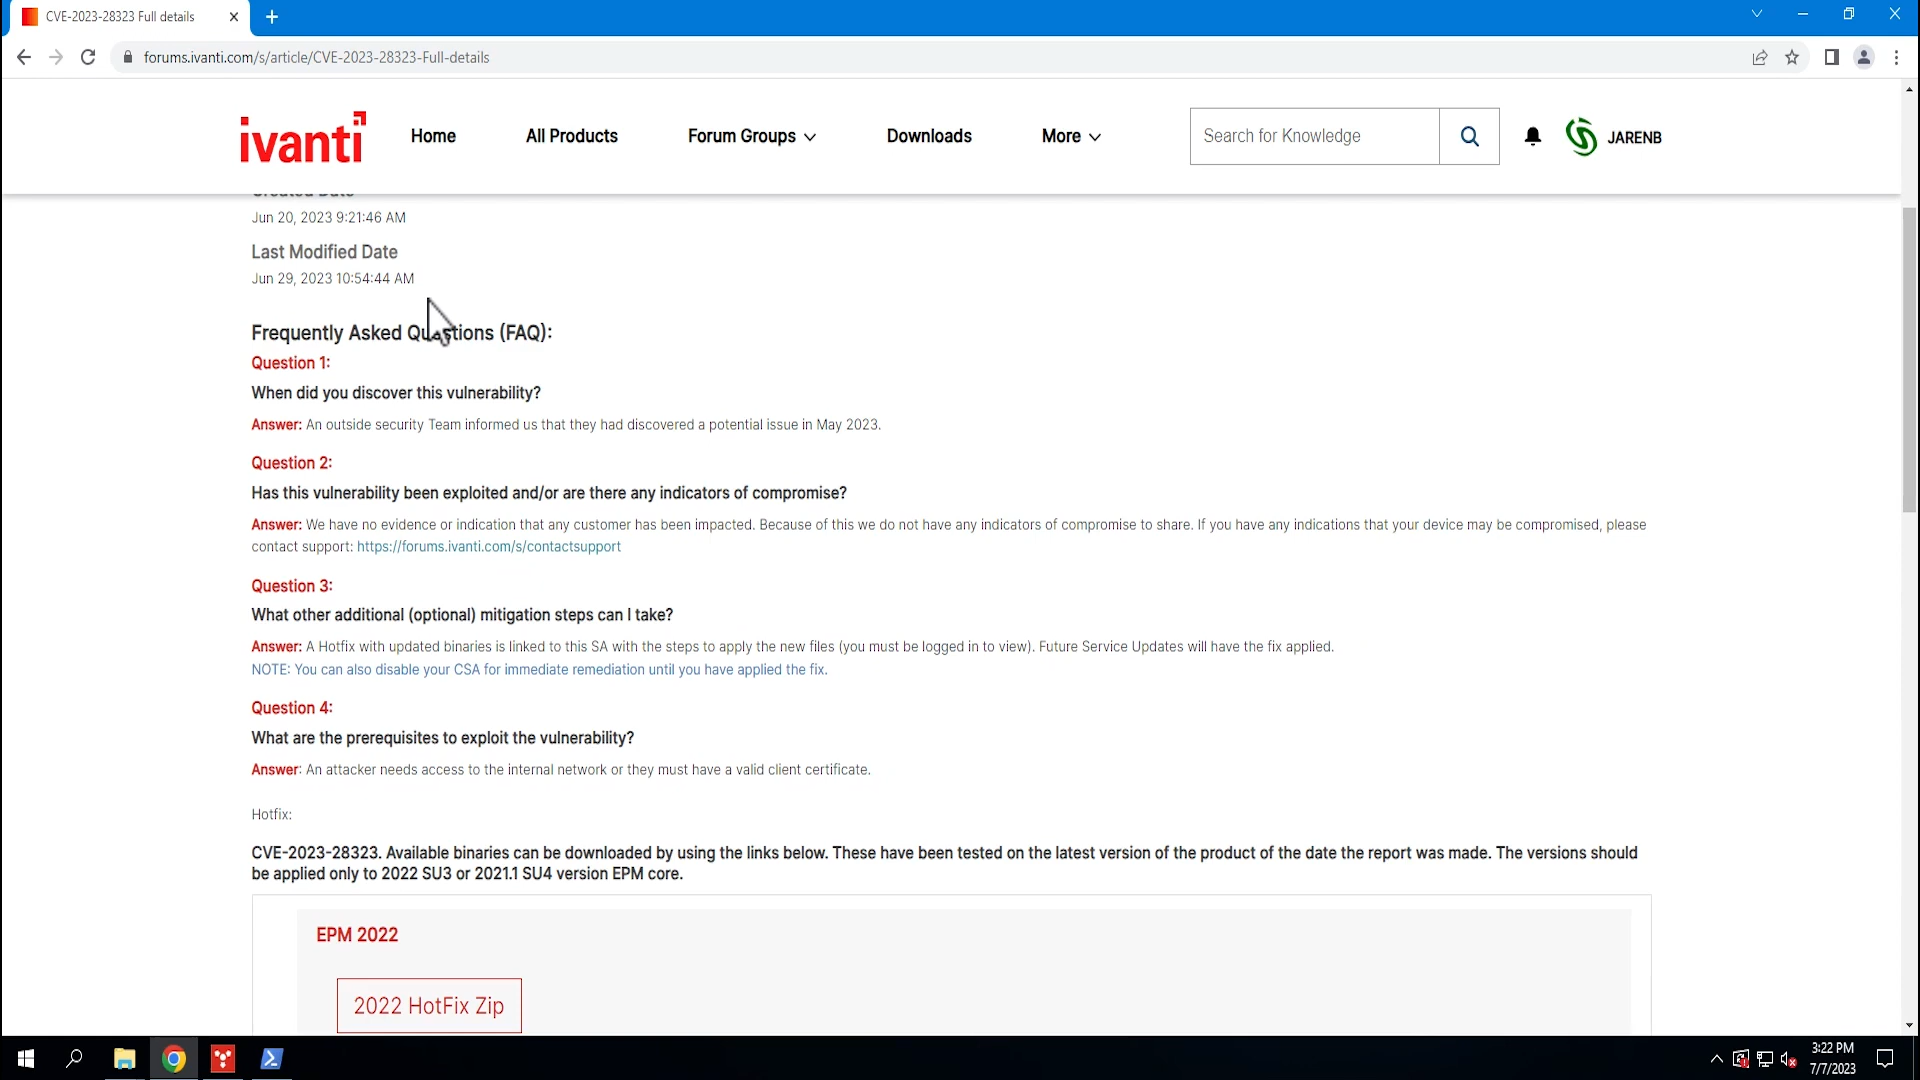 CVE-2023-28323 Full details
forums.ivanti.com/s/article/CVE-2023-28323-Full-details
ivanti
Home
All Products
Forum Groups
Downloads
More
Search for Knowledge
JARENB
Created Date
Jun 20, 2023 9:21:46 AM
Last Modified Date
Jun 29, 2023 10:54:44 AM
Frequently Asked Questions (FAQ):
Question 1:
When did you discover this vulnerability?
Answer: An outside security Team informed us that they had discovered a potential issue in May 2023.
Question 2:
Has this vulnerability been exploited and/or are there any indicators of compromise?
Answer: We have no evidence or indication that any customer has been impacted. Because of this we do not have any indicators of compromise to share. If you have any indications that your device may be compromised, please
contact support: https://forums.ivanti.com/s/contactsupport
Question 3:
What other additional (optional) mitigation steps can I take?
Answer: A Hotfix with updated binaries is linked to this SA with the steps to apply the new files (you must be logged in to view). Future Service Updates will have the fix applied.
NOTE: You can also disable your CSA for immediate remediation until you have applied the fix.
Question 4:
What are the prerequisites to exploit the vulnerability?
Answer: An attacker needs access to the internal network or they must have a valid client certificate.
Hotfix:
CVE-2023-28323. Available binaries can be downloaded by using the links below. These have been tested on the latest version of the product of the date the report was made. The versions should
be applied only to 2022 SU3 or 2021.1 SU4 version EPM core.
EPM 2022
2022 HotFix Zip
3:22 PM
7/7/2023